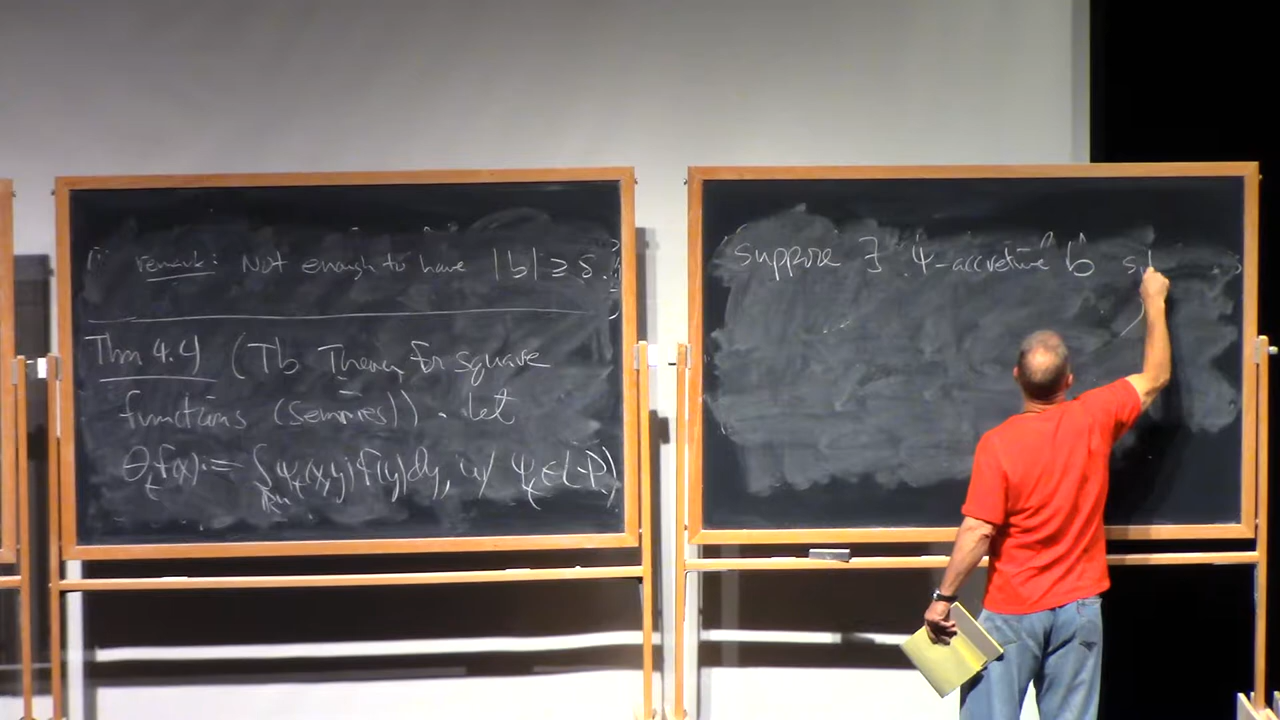 remark: Not enough to have |b| ≥ δ.
Thm 4.4) (Tb Theorem for square
functions (Semmes)). Let
θ_t f(x) := ∫_{ℝⁿ} ψ_t(x,y) f(y) dy, w/ ψ_t ∈ (L-P)
suppose ∃ ψ-accretive b